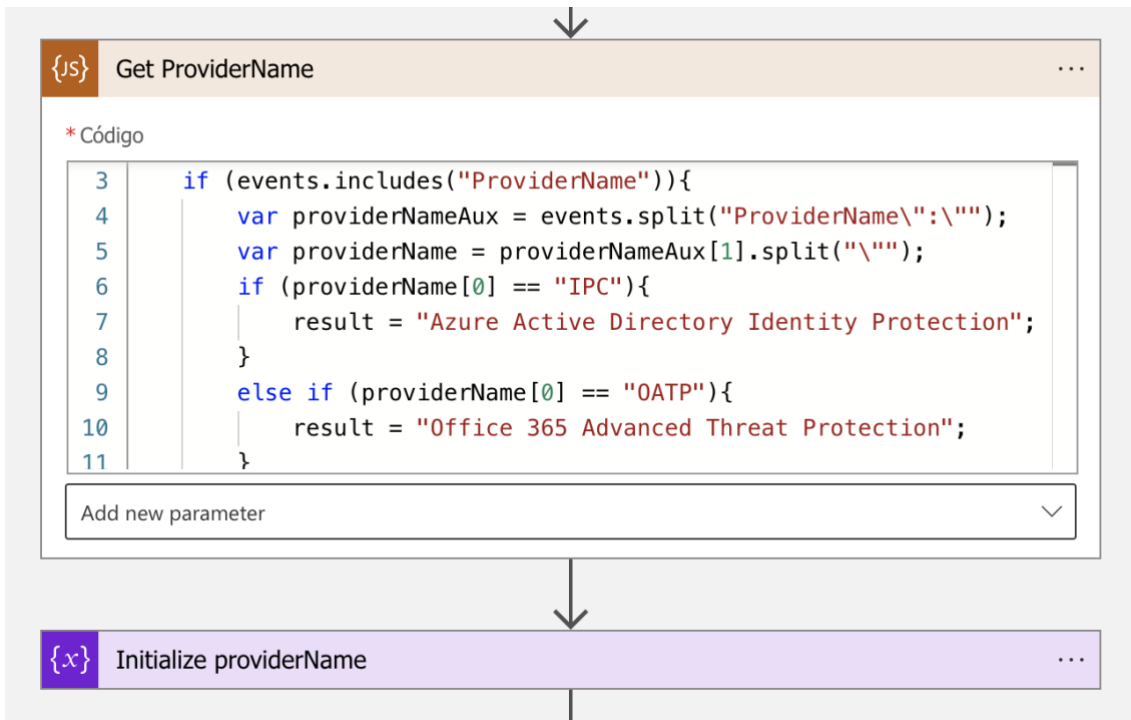 {JS} Get ProviderName ...
* Código
3 if (events.includes("ProviderName")){
4 var providerNameAux = events.split("ProviderName\":\"");
5 var providerName = providerNameAux[1].split("\"");
6 if (providerName[0] == "IPC"){
7 result = "Azure Active Directory Identity Protection";
8 }
9 else if (providerName[0] == "OATP"){
10 result = "Office 365 Advanced Threat Protection";
11 }
Add new parameter
{x} Initialize providerName ...